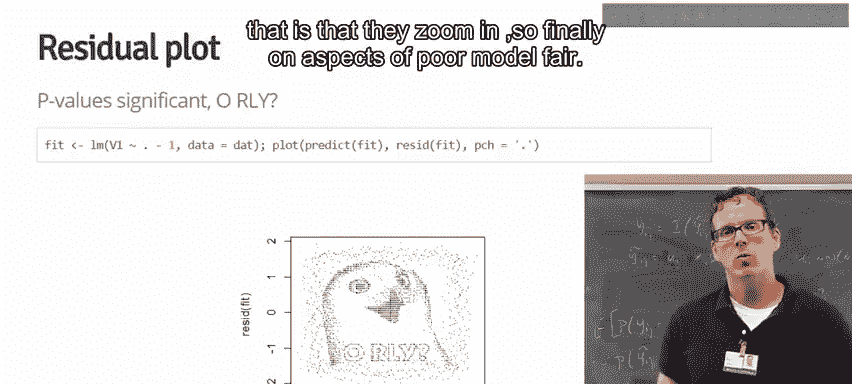 that is that they zoom in ,so finally
on aspects of poor model fair.
Residual plot
P-values significant, O RLY?
fit <- lm(V1 ~ . - 1, data = dat); plot(predict(fit), resid(fit), pch = '.')
resid(fit)
2
1
0
-1
-2
O RLY?